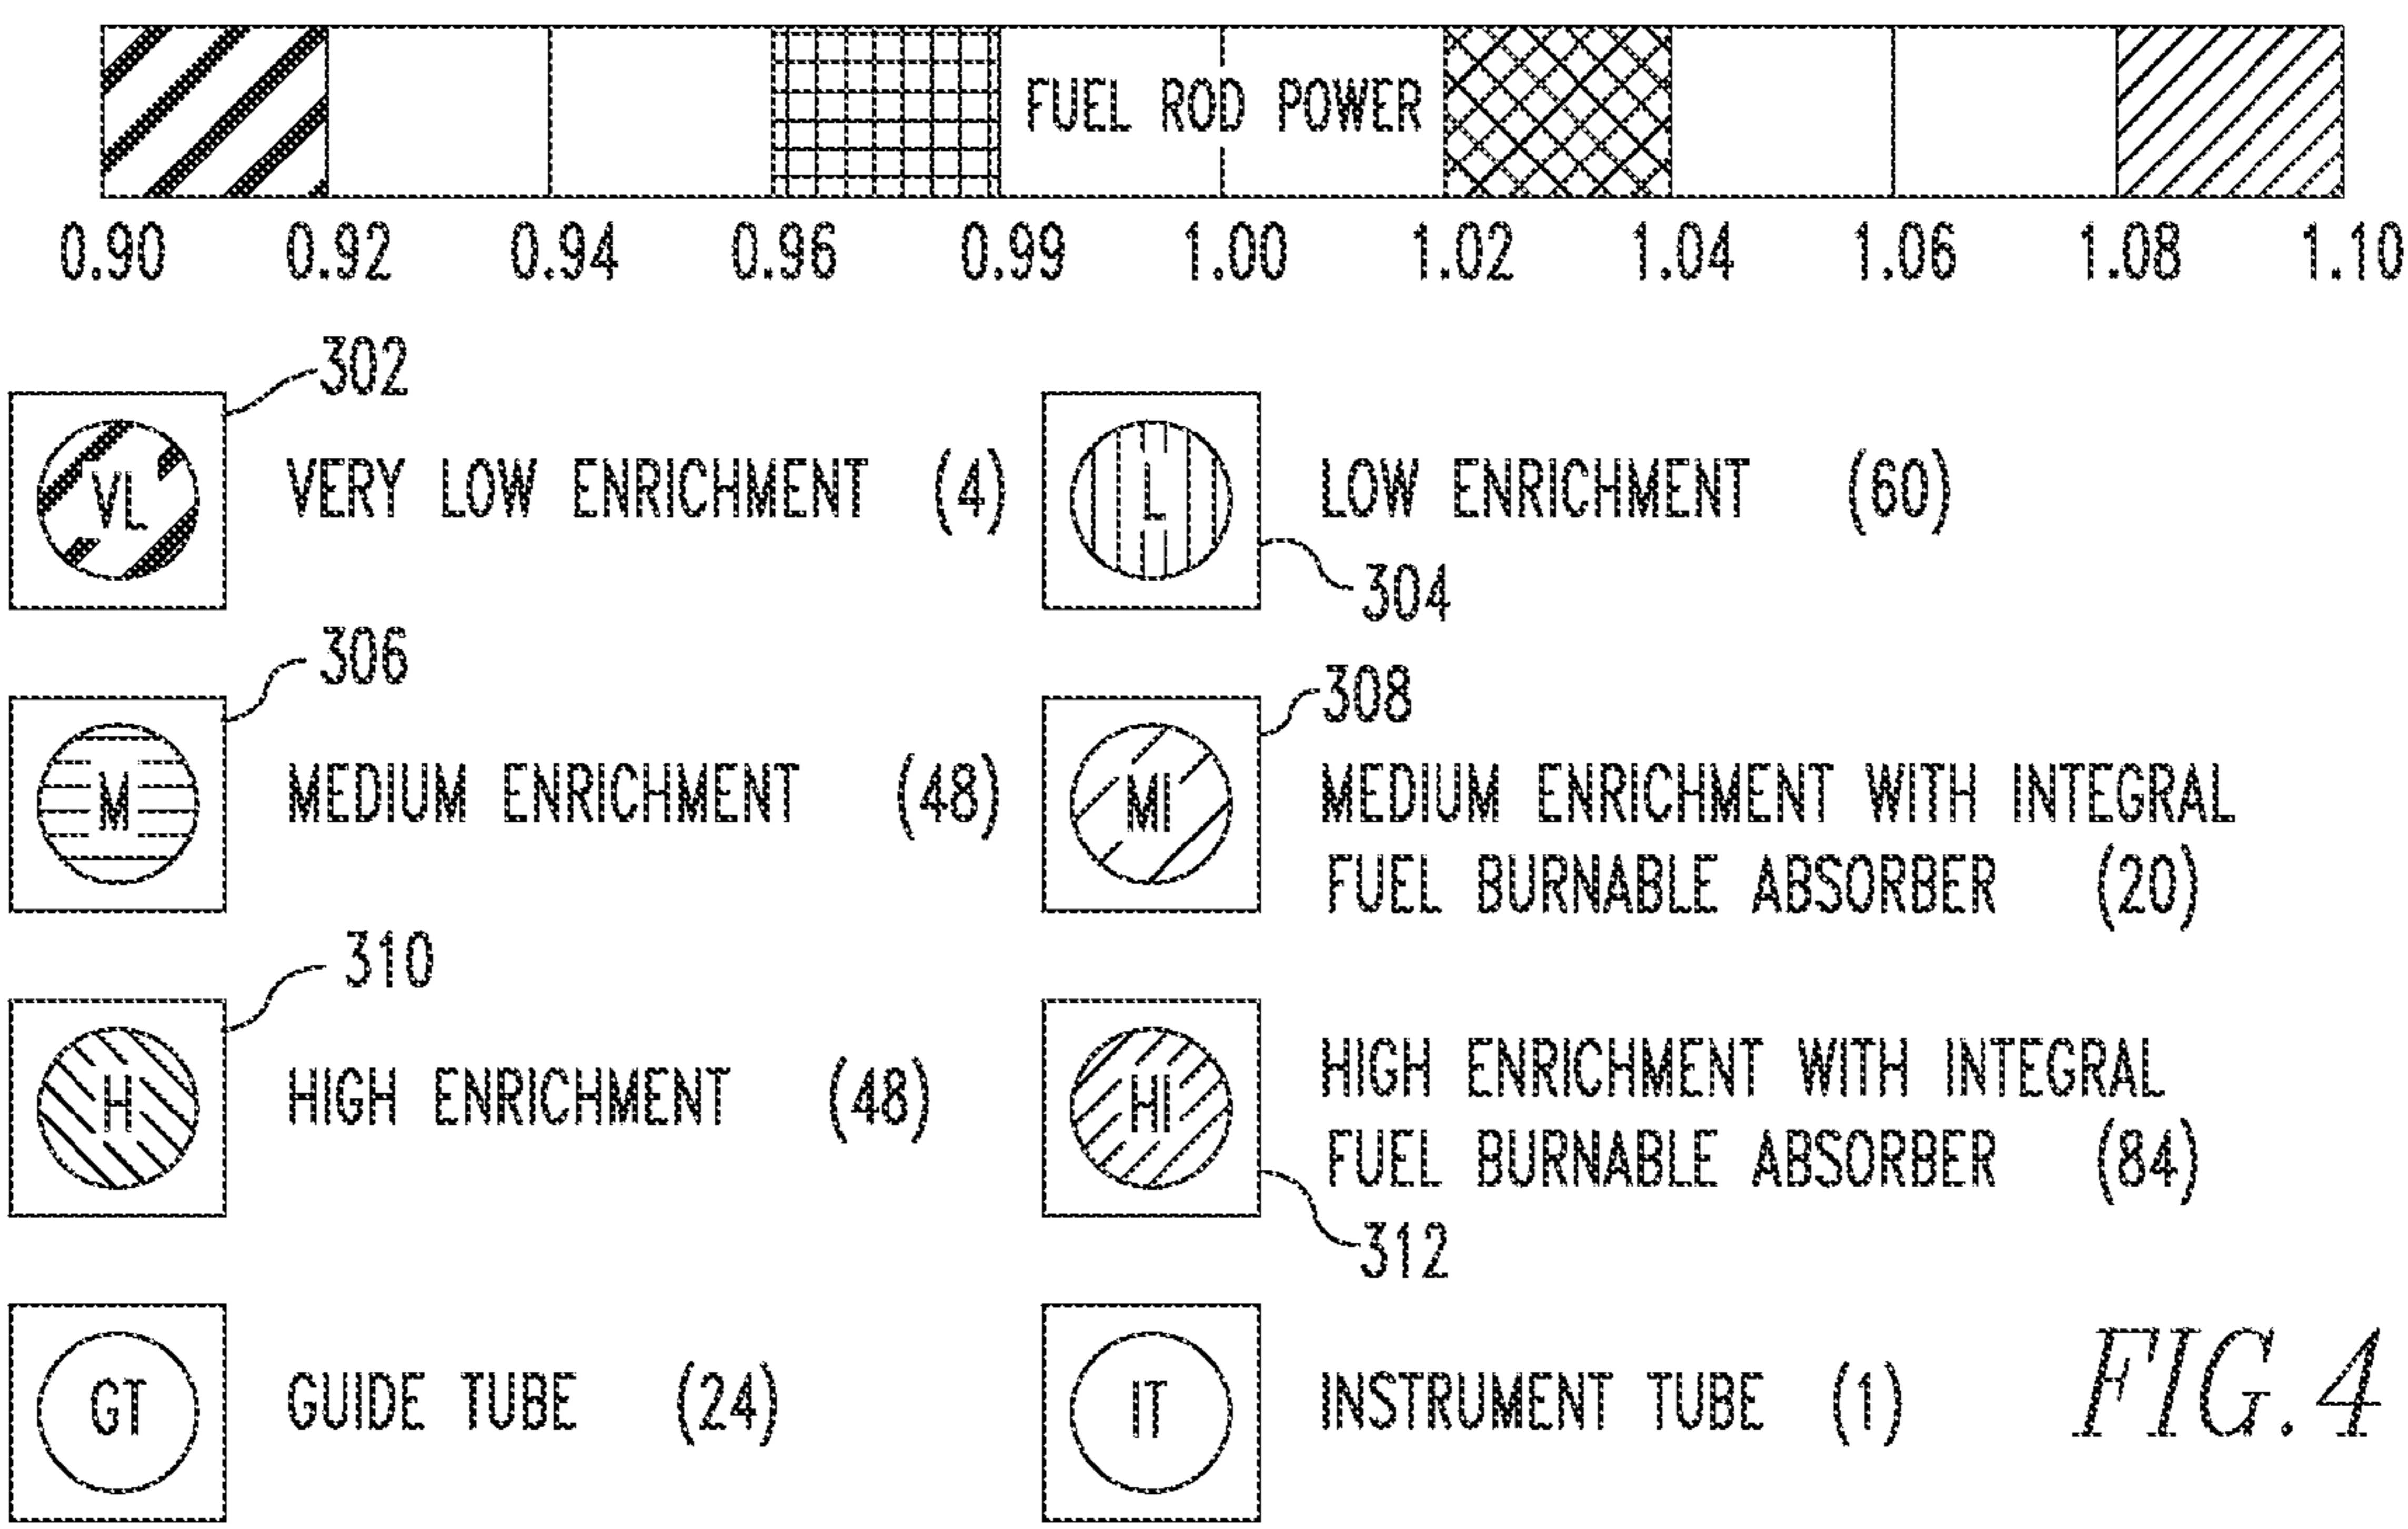 FUEL ROD POWER
0.90 0.92 0.94 0.96 0.99 1.00 1.02 1.04 1.06 1.08 1.10
302
VL VERY LOW ENRICHMENT (4)
L LOW ENRICHMENT (60)
304
306
M MEDIUM ENRICHMENT (48)
308
MI MEDIUM ENRICHMENT WITH INTEGRAL
FUEL BURNABLE ABSORBER (20)
310
H HIGH ENRICHMENT (48)
HI HIGH ENRICHMENT WITH INTEGRAL
FUEL BURNABLE ABSORBER (84)
312
GT GUIDE TUBE (24)
IT INSTRUMENT TUBE (1)
FIG.4